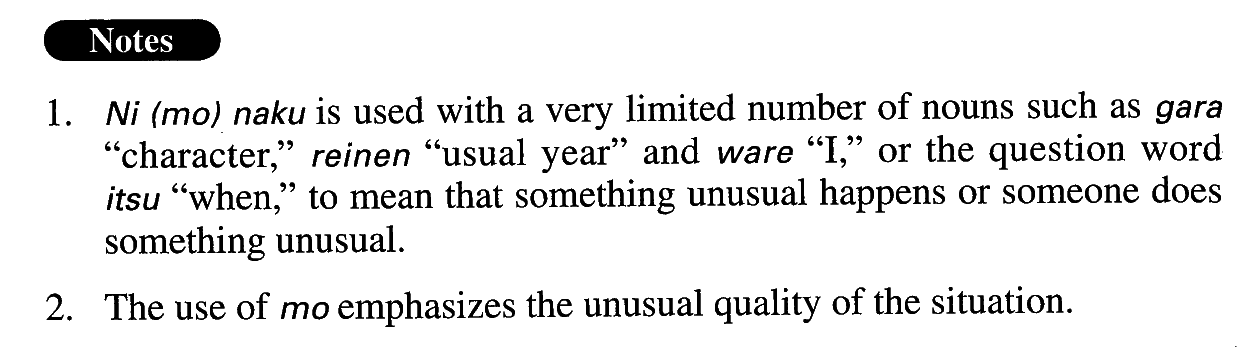 Notes
1. Ni (mo) naku is used with a very limited number of nouns such as gara
“character,” reinen “usual year” and ware “I,” or the question word
itsu “when,” to mean that something unusual happens or someone does
something unusual.
2. The use of mo emphasizes the unusual quality of the situation.